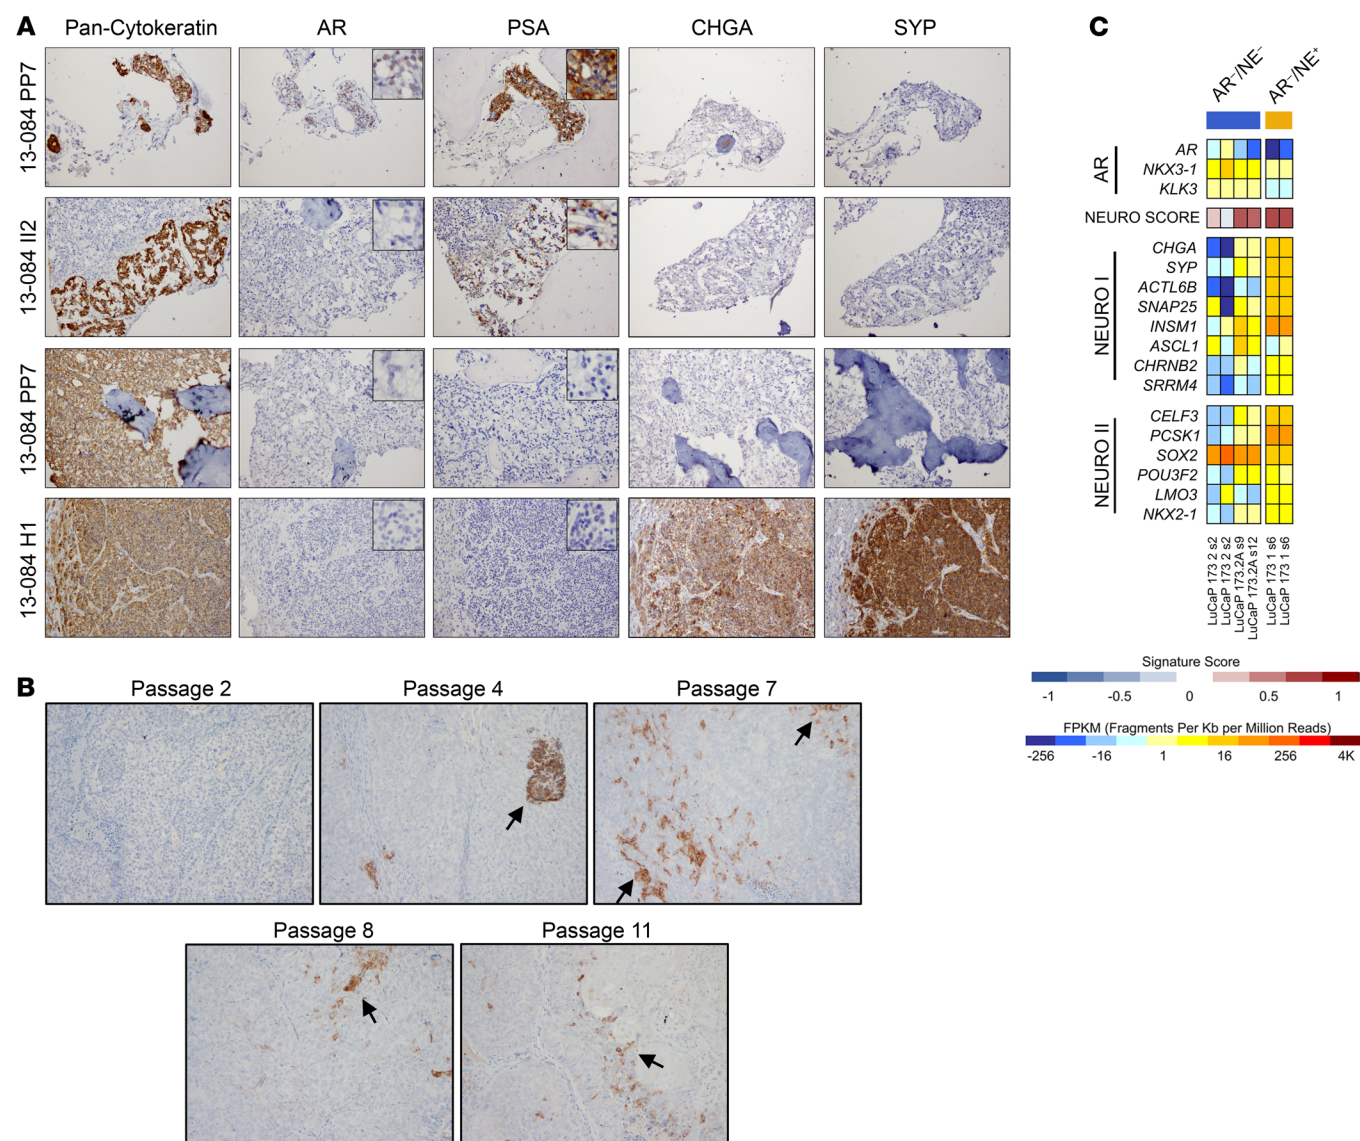 A
Pan-Cytokeratin AR PSA CHGA SYP
13-084 PP7
13-084 II2
13-084 PP7
13-084 H1
B
Passage 2 Passage 4 Passage 7
Passage 8 Passage 11
C
AR⁻/NE⁻ AR⁻/NE⁺
AR
AR
NKX3-1
KLK3
NEURO SCORE
NEURO I
CHGA
SYP
ACTL6B
SNAP25
INSM1
ASCL1
CHRNB2
SRRM4
NEURO II
CELF3
PCSK1
SOX2
POU3F2
LMO3
NKX2-1
LuCaP 173 2 s2
LuCaP 173 2 s2
LuCaP 173.2A s9
LuCaP 173.2A s12
LuCaP 173 1 s6
LuCaP 173 1 s6
Signature Score
-1 -0.5 0 0.5 1
FPKM (Fragments Per Kb per Million Reads)
-256 -16 1 16 256 4K